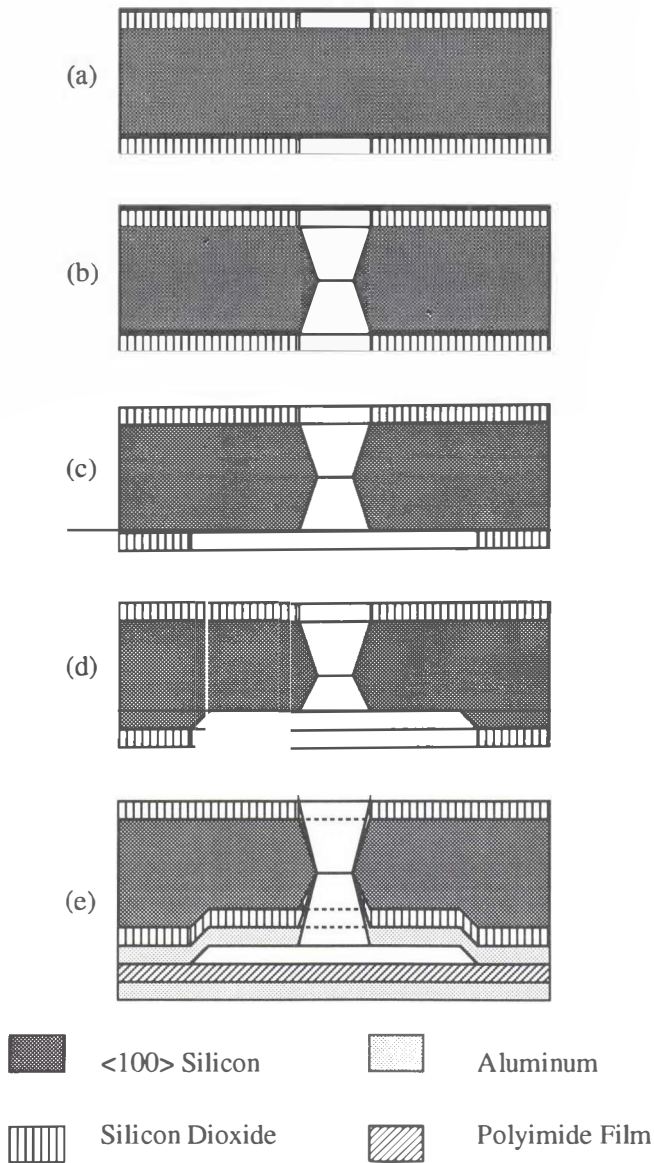 (a)
(b)
(c)
(d)
(e)
<100> Silicon
Aluminum
Silicon Dioxide
Polyimide Film